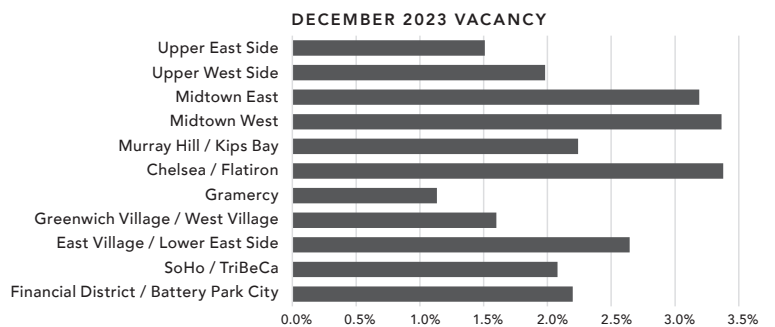 DECEMBER 2023 VACANCY
Upper East Side
Upper West Side
Midtown East
Midtown West
Murray Hill / Kips Bay
Chelsea / Flatiron
Gramercy
Greenwich Village / West Village
East Village / Lower East Side
SoHo / TriBeCa
Financial District / Battery Park City
0.0% 0.5% 1.0% 1.5% 2.0% 2.5% 3.0% 3.5%